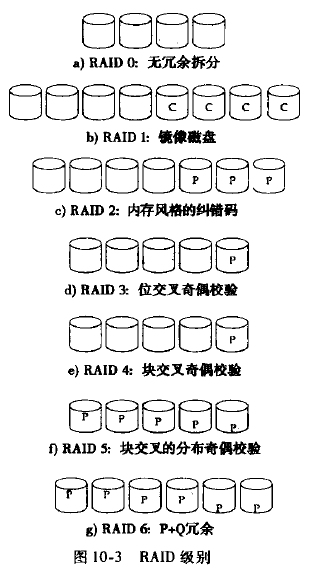 a) RAID 0: 无冗余拆分
C C C C
b) RAID 1: 镜像磁盘
P P P
c) RAID 2: 内存风格的纠错码
P
d) RAID 3: 位交叉奇偶校验
P
e) RAID 4: 块交叉奇偶校验
P P P P P
f) RAID 5: 块交叉的分布奇偶校验
P P P P P P
g) RAID 6: P+Q冗余
图 10-3 RAID 级别